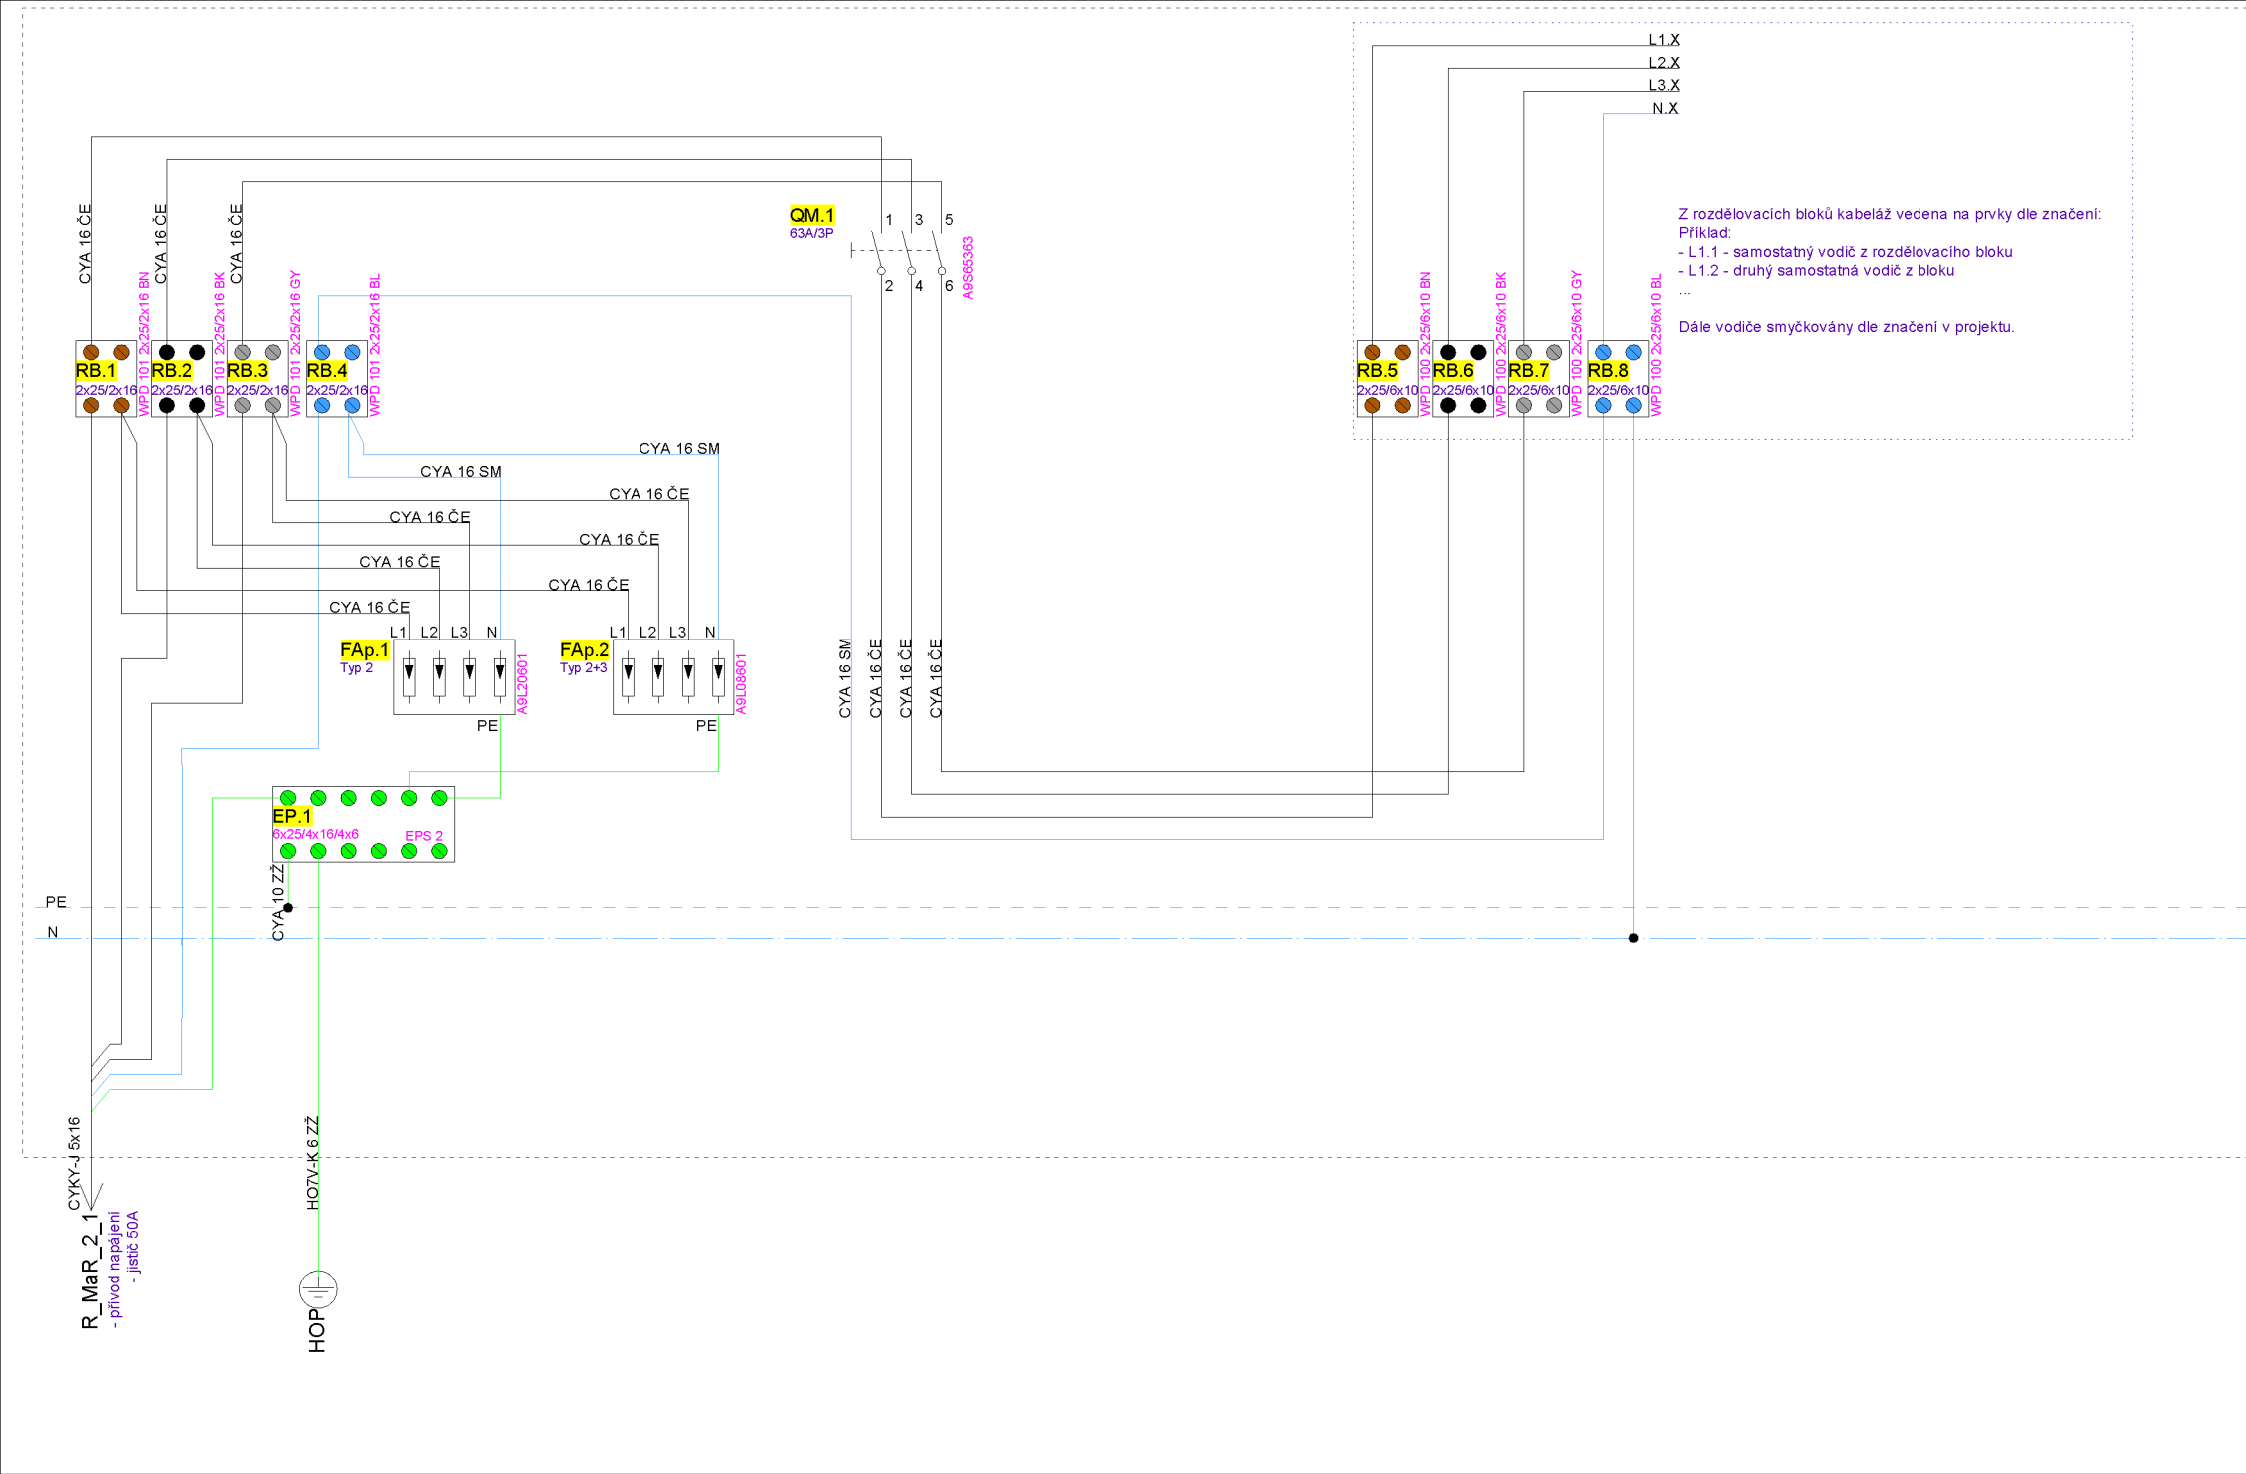 L1.X
L2.X
L3.X
N.X
CYA 16 ČE
CYA 16 ČE
CYA 16 ČE
QM.1
63A/3P
1
3
5
2
4
6
A9S65363
Z rozdělovacích bloků kabeláž vedena na prvky dle značení:
Příklad:
- L1.1 - samostatný vodič z rozdělovacího bloku
- L1.2 - druhý samostatná vodič z bloku
...
Dále vodiče smyčkovány dle značení v projektu.
RB.1
2x25/2x16
WPD 101 2x25/2x16 BN
RB.2
2x25/2x16
WPD 101 2x25/2x16 BK
RB.3
2x25/2x16
WPD 101 2x25/2x16 GY
RB.4
2x25/2x16
WPD 101 2x25/2x16 BL
RB.5
2x25/6x10
WPD 100 2x25/6x10 BN
RB.6
2x25/6x10
WPD 100 2x25/6x10 BK
RB.7
2x25/6x10
WPD 100 2x25/6x10 GY
RB.8
2x25/6x10
WPD 100 2x25/6x10 BL
CYA 16 SM
CYA 16 SM
CYA 16 ČE
CYA 16 ČE
CYA 16 ČE
CYA 16 ČE
CYA 16 ČE
CYA 16 ČE
FAp.1
Typ 2
L1
L2
L3
N
A9L20601
PE
FAp.2
Typ 2+3
L1
L2
L3
N
A9L08601
PE
CYA 16 SM
CYA 16 ČE
CYA 16 ČE
CYA 16 ČE
EP.1
6x25/4x16/4x6
EPS 2
CYA 10 ZŽ
PE
N
CYKY-J 5x16
HO7V-K 6 ZŽ
R_MaR_2_1
- přívod napájení
- jistič 50A
HOP